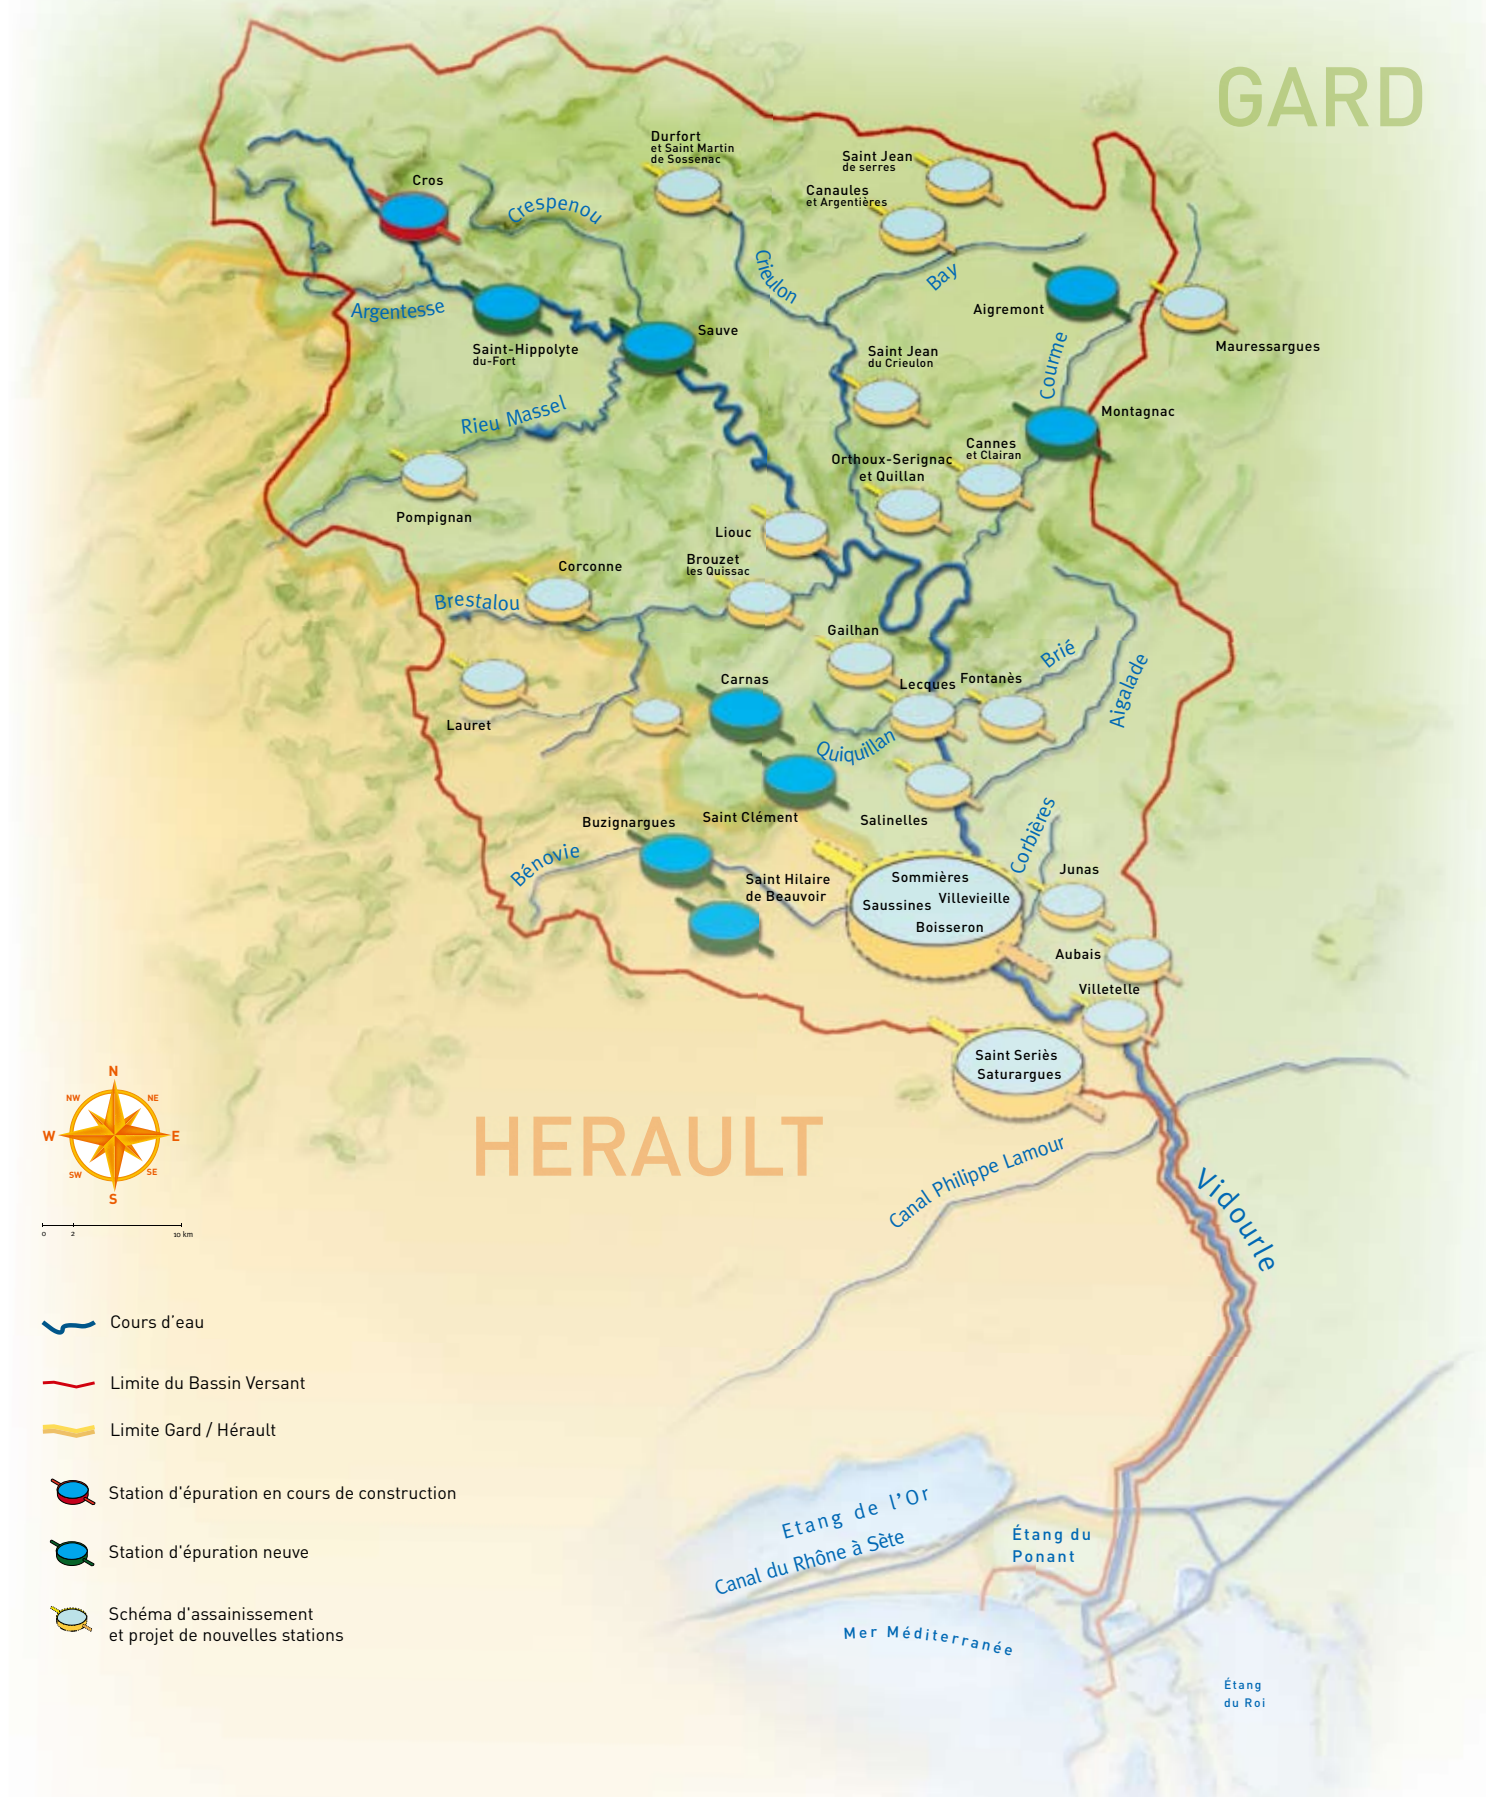 GARD
Durfort
et Saint Martin
de Sossenac
Saint Jean
de serres
Canaules
et Argentières
Cros
Crespenou
Crieulon
Bay
Argentesse
Aigremont
Saint-Hippolyte
du-Fort
Sauve
Mauressargues
Saint Jean
du Crieulon
Courme
Rieu Massel
Montagnac
Cannes
et Clairan
Orthoux-Serignac
et Quillan
Pompignan
Liouc
Corconne
Brouzet
les Quissac
Brestalou
Gailhan
Brié
Aigalade
Carnas
Lecques
Fontanès
Lauret
Quiquillan
Saint Clément
Salinelles
Buzignargues
Bénovie
Corbières
Saint Hilaire
de Beauvoir
Sommières
Saussines
Villevieille
Boisseron
Junas
Aubais
Villetelle
Saint Seriès
Saturargues
HERAULT
Canal Philippe Lamour
Vidourle
N
NW
NE
W
E
SW
SE
S
0
2
10 km
Cours d'eau
Limite du Bassin Versant
Limite Gard / Hérault
Station d'épuration en cours de construction
Station d'épuration neuve
Schéma d'assainissement
et projet de nouvelles stations
Etang de l'Or
Canal du Rhône à Sète
Étang du
Ponant
Mer Méditerranée
Étang
du Roi